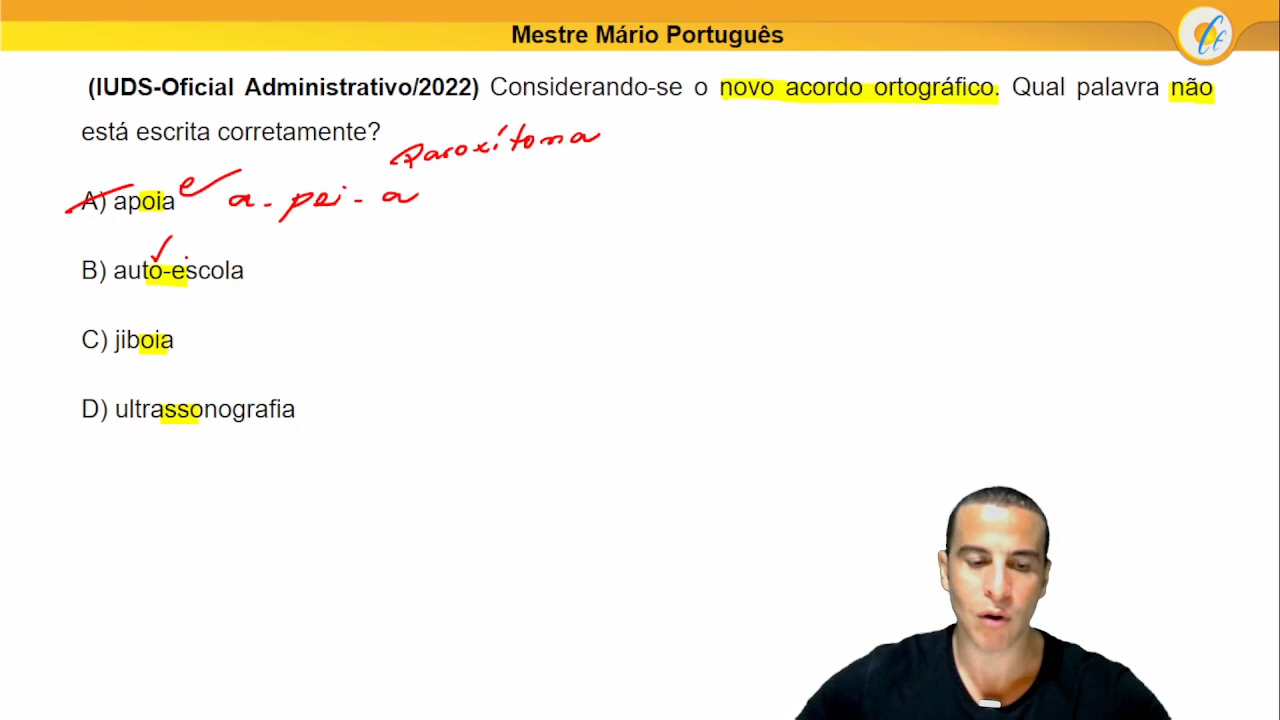 Mestre Mário Português
(IUDS-Oficial Administrativo/2022) Considerando-se o novo acordo ortográfico. Qual palavra não
está escrita corretamente?
paroxítona
A) apoia e a - poi - a
B) auto-escola
C) jiboia
D) ultrassonografia